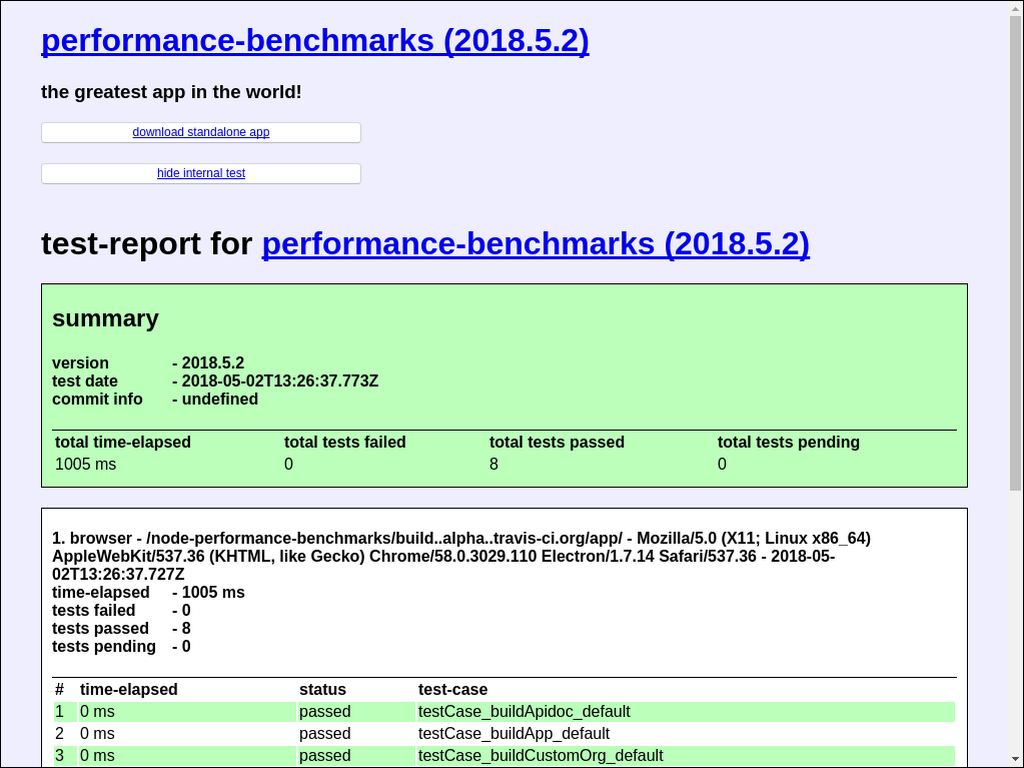 performance-benchmarks (2018.5.2)
the greatest app in the world!
download standalone app
hide internal test
test-report for performance-benchmarks (2018.5.2)
summary
version - 2018.5.2
test date - 2018-05-02T13:26:37.773Z
commit info - undefined
total time-elapsed total tests failed total tests passed total tests pending
1005 ms 0 8 0
1. browser - /node-performance-benchmarks/build..alpha..travis-ci.org/app/ - Mozilla/5.0 (X11; Linux x86_64)
AppleWebKit/537.36 (KHTML, like Gecko) Chrome/58.0.3029.110 Electron/1.7.14 Safari/537.36 - 2018-05-
02T13:26:37.727Z
time-elapsed - 1005 ms
tests failed - 0
tests passed - 8
tests pending - 0
# time-elapsed status test-case
1 0 ms passed testCase_buildApidoc_default
2 0 ms passed testCase_buildApp_default
3 0 ms passed testCase_buildCustomOrg_default